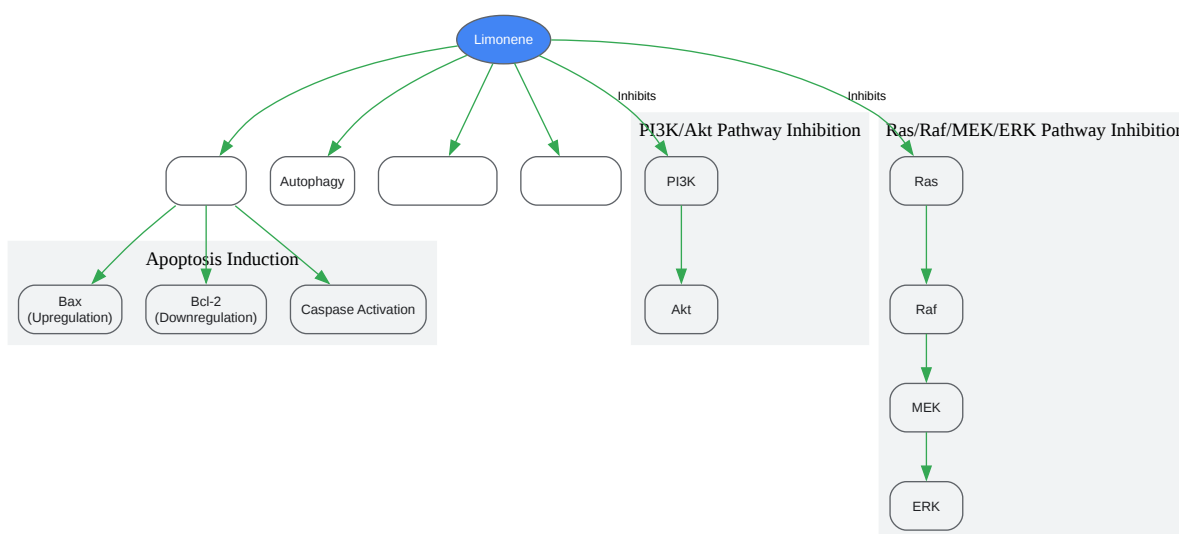 Limonene
Inhibits
Inhibits
PI3K/Akt Pathway Inhibition
Ras/Raf/MEK/ERK Pathway Inhibition
Autophagy
PI3K
Ras
Apoptosis Induction
Bax
(Upregulation)
Bcl-2
(Downregulation)
Caspase Activation
Akt
Raf
MEK
ERK